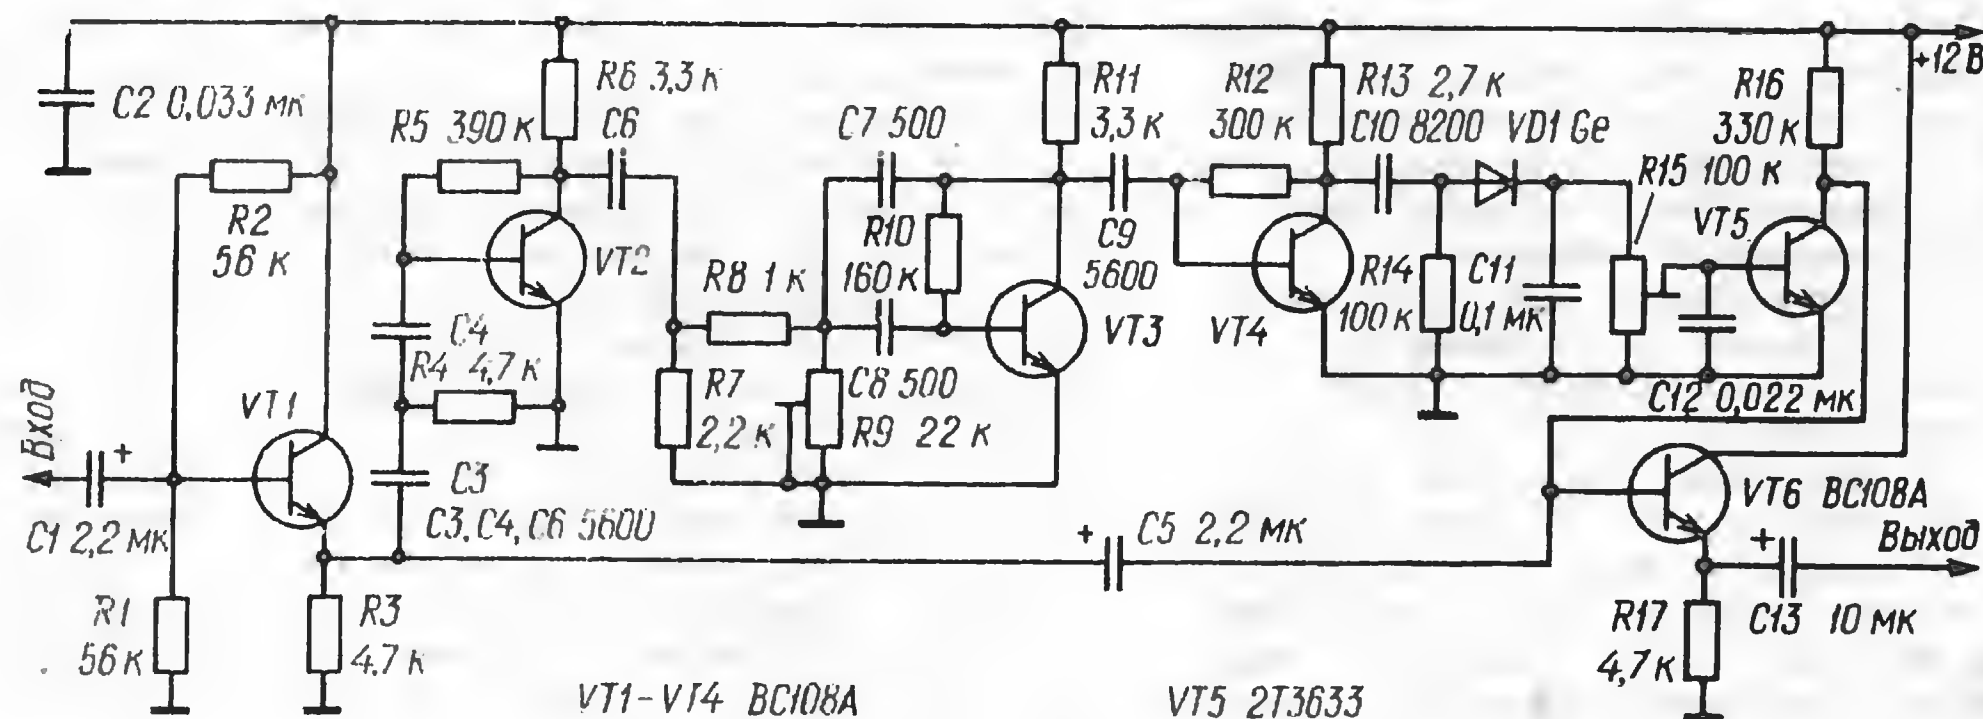 +12 В
C2 0,033 мк
R6 3,3 к
R5 390 к
C6
C7 500
R11
3,3 к
R12
300 к
R13 2,7 к
C10 8200
VD1 Ge
R16
330 к
R15 100 к
R2
56 к
VT2
R10
160 к
C9
5600
VT5
R8 1 к
VT3
VT4
R14
100 к
C11
0,1 мк
C4
R4 4,7 к
R7
2,2 к
C8 500
R9 22 к
C12 0,022 мк
Вход
VT1
C1 2,2 мк
+
C3
C3, C4, C6 5600
+
C5 2,2 мк
VT6 BC108A
+
Выход
C13 10 мк
R1
56 к
R3
4,7 к
R17
4,7 к
VT1-VT4 BC108A
VT5 2T3633